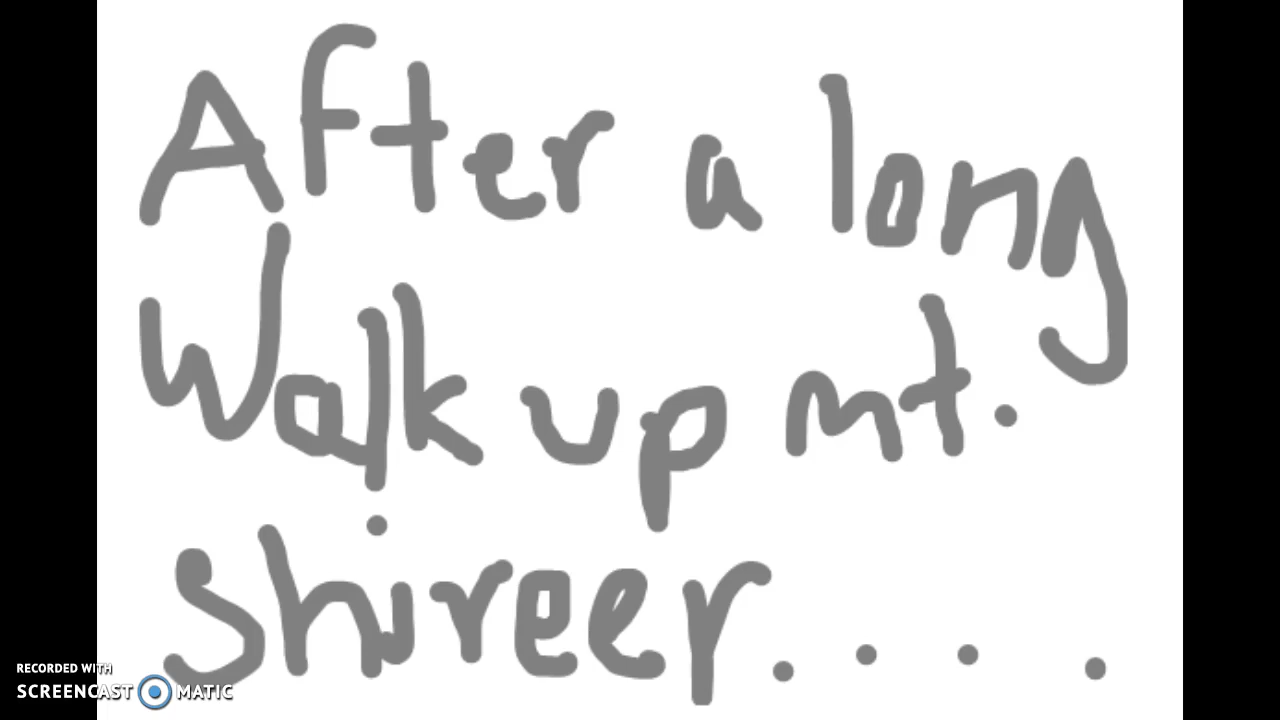 After a long
Walk up mt.
shireer....
RECORDED WITH
SCREENCAST MATIC